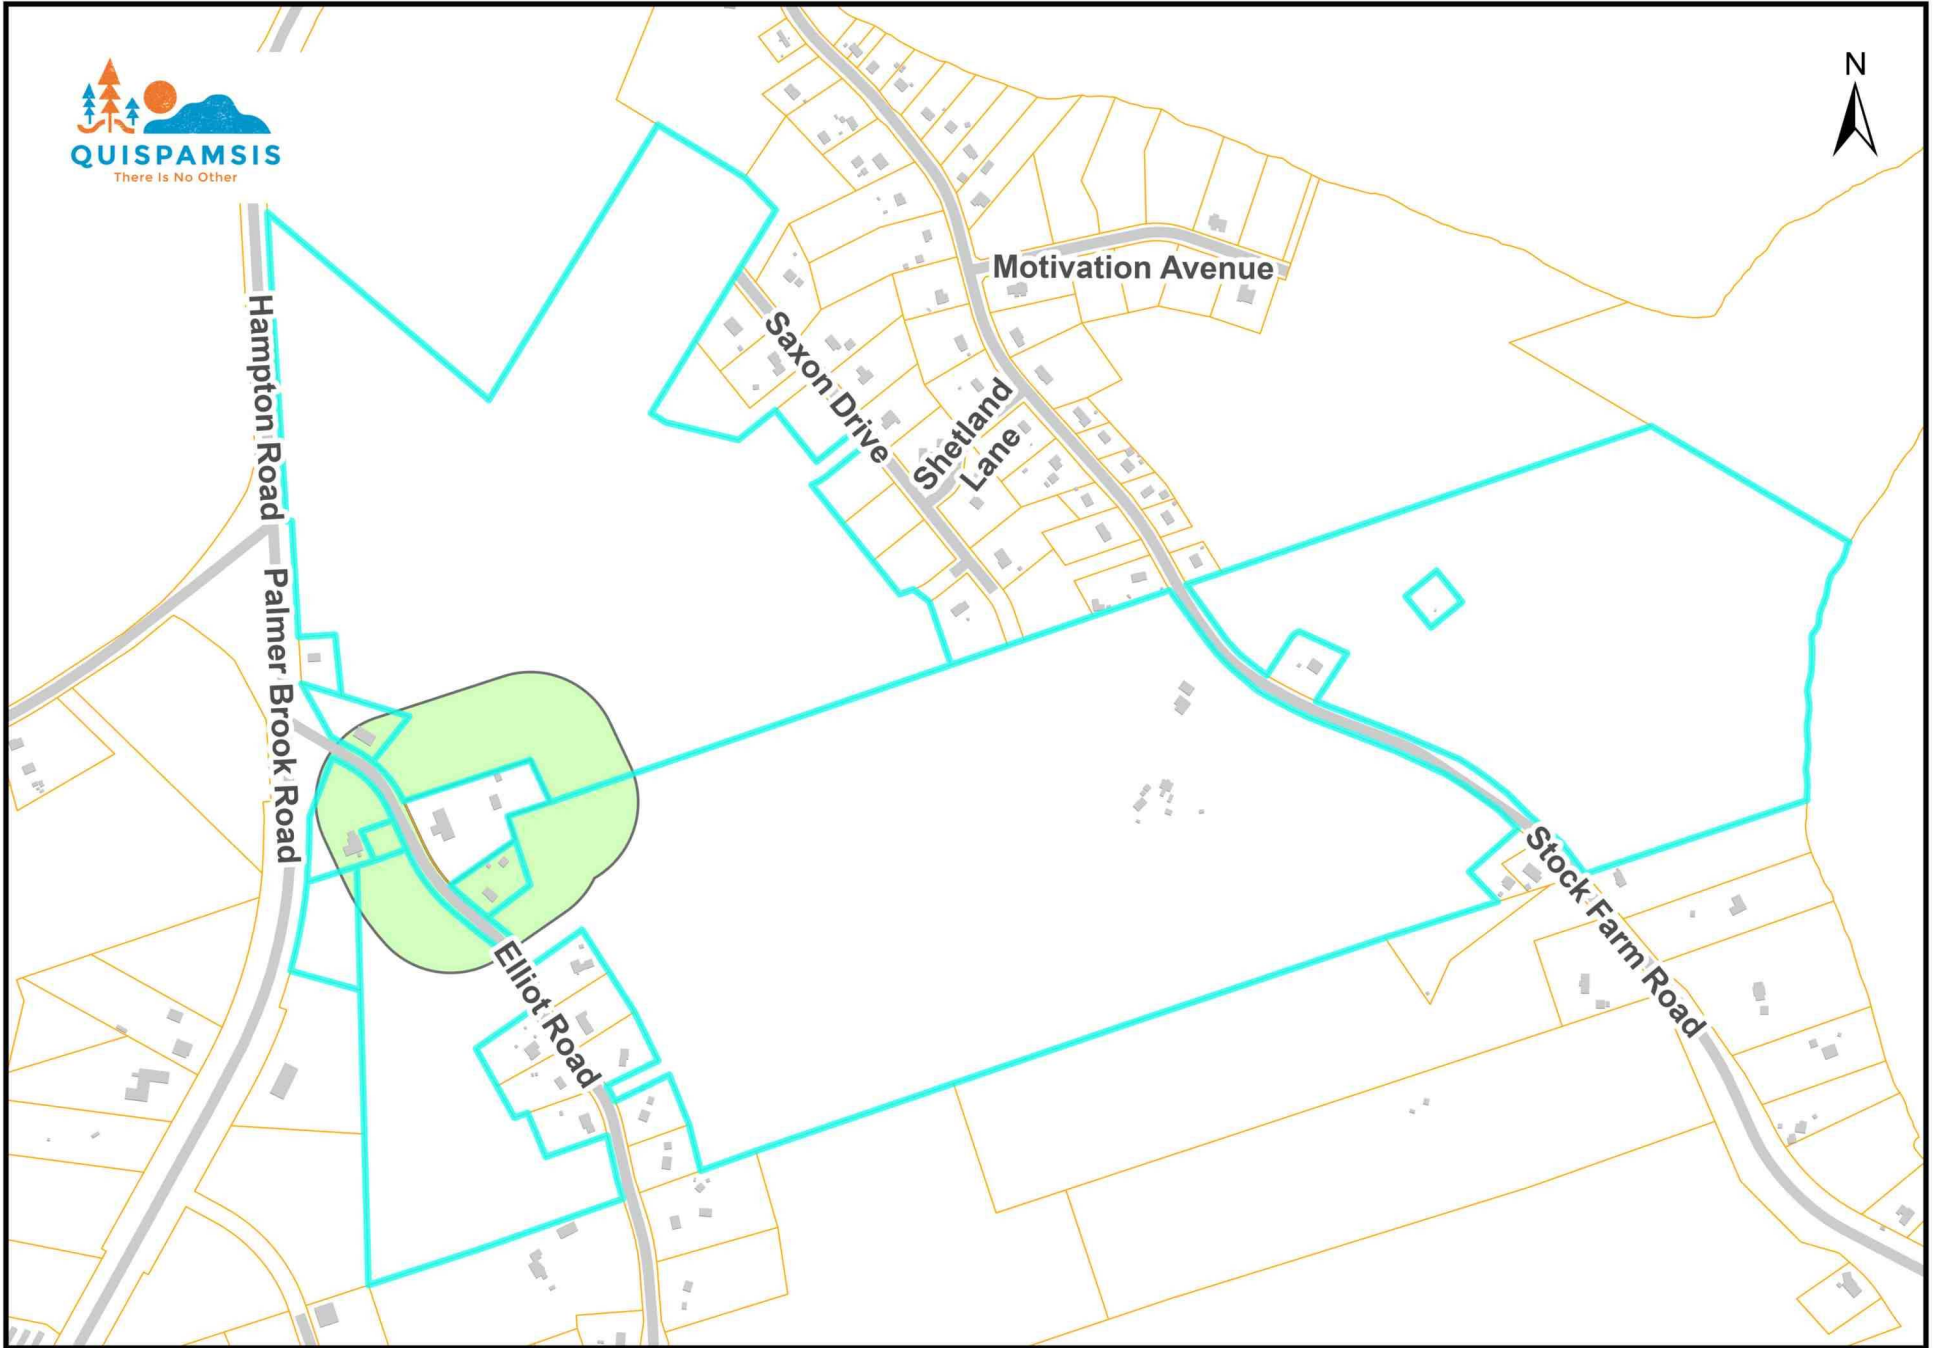 QUISPAMSIS
There Is No Other
N
Hampton Road
Motivation Avenue
Saxon Drive
Shetland
Lane
Palmer Brook Road
Elliot Road
Stock Farm Road